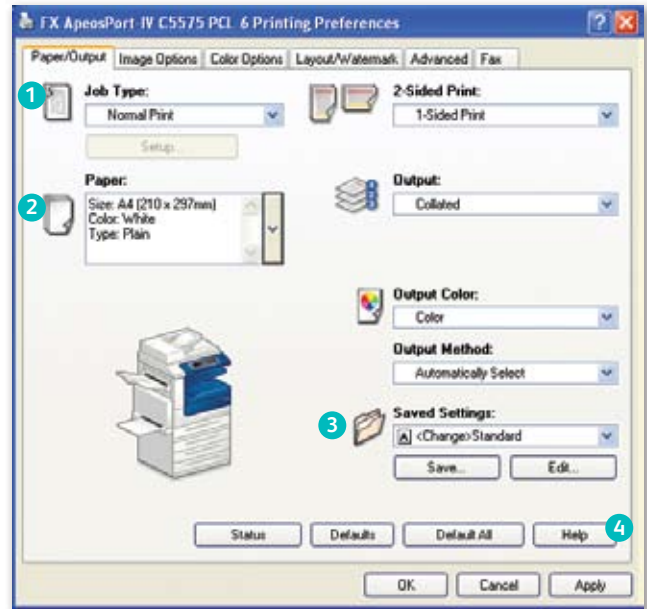 FX ApeosPort-IV C5575 PCL 6 Printing Preferences
Paper/Output Image Options Color Options Layout/Watermark Advanced Fax
1 Job Type:
Normal Print
Setup...
2-Sided Print:
1-Sided Print
2 Paper:
Size: A4 (210 x 297mm)
Color: White
Type: Plain
Output:
Collated
Output Color:
Color
Output Method:
Automatically Select
3 Saved Settings:
A <Change>Standard
Save... Edit...
Status Defaults Default All Help 4
OK Cancel Apply